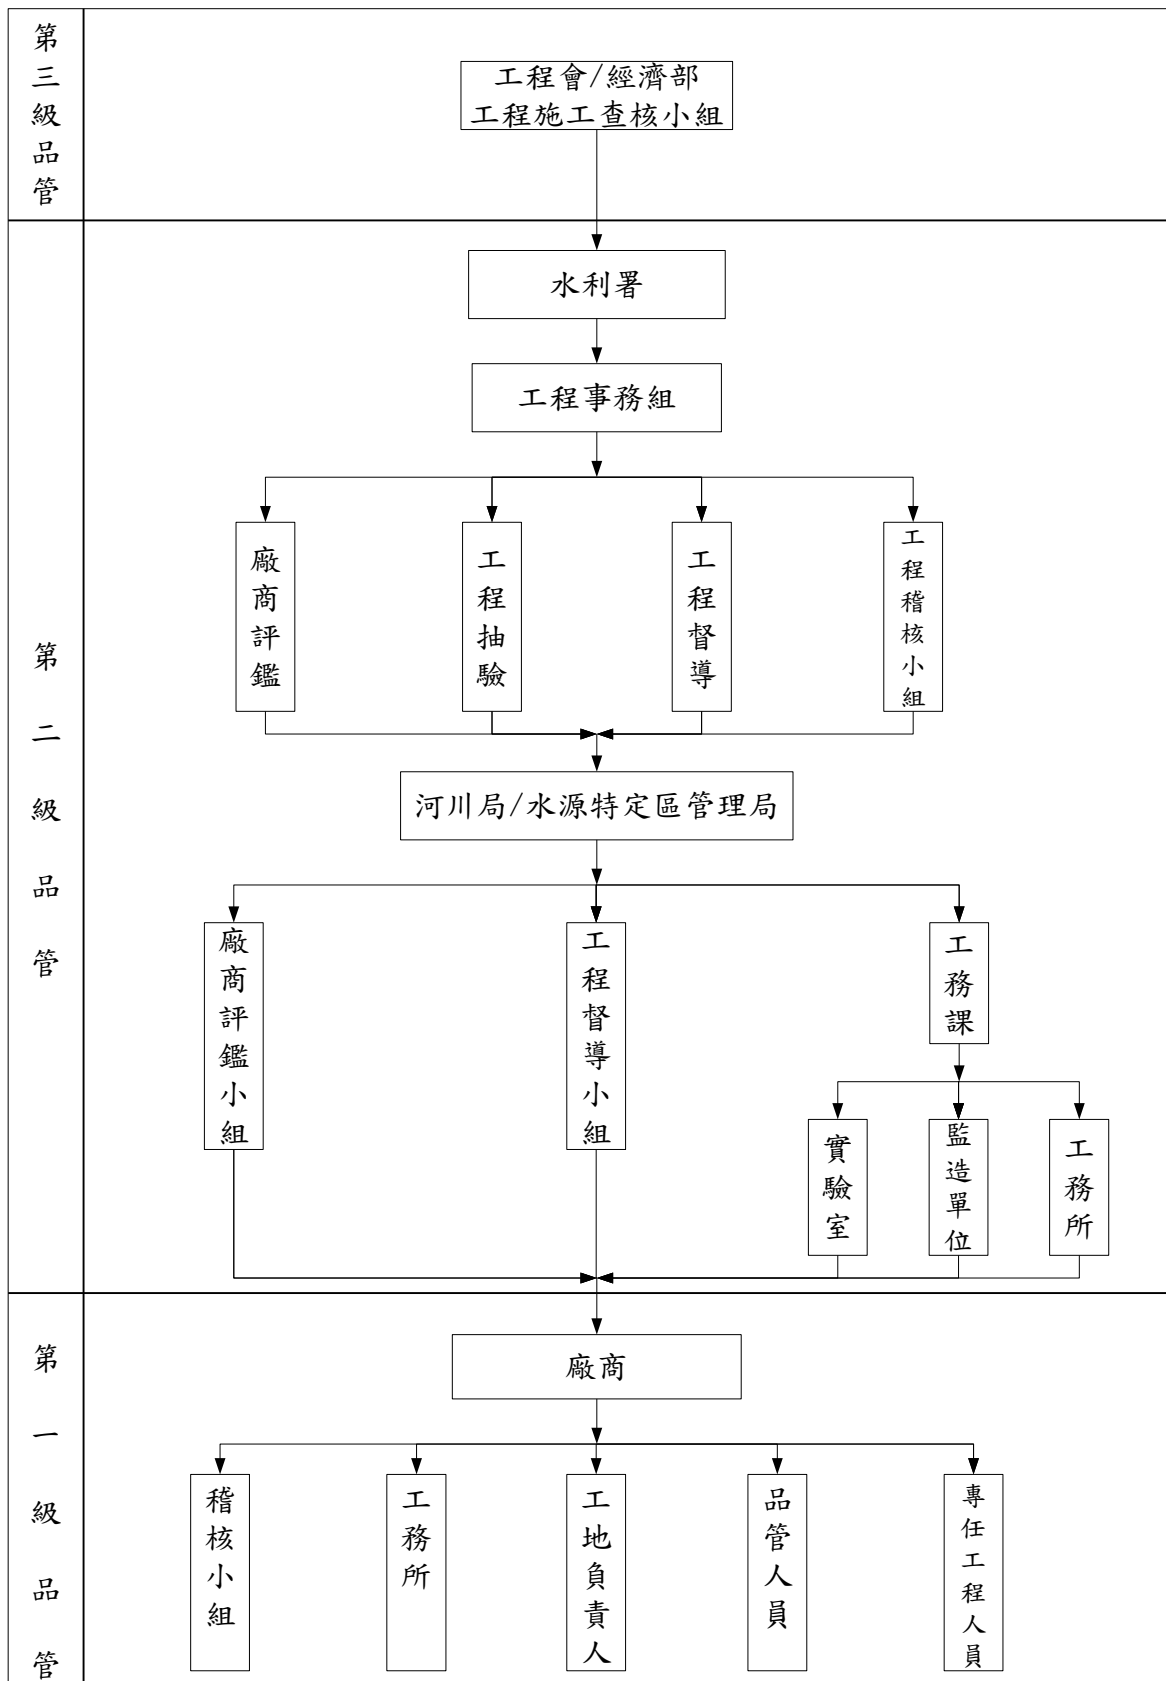 第三級品管
工程會/經濟部
工程施工查核小組
第二級品管
水利署
工程事務組
廠商評鑑
工程抽驗
工程督導
工程稽核小組
河川局/水源特定區管理局
廠商評鑑小組
工程督導小組
工務課
實驗室
監造單位
工務所
第一級品管
廠商
稽核小組
工務所
工地負責人
品管人員
專任工程人員